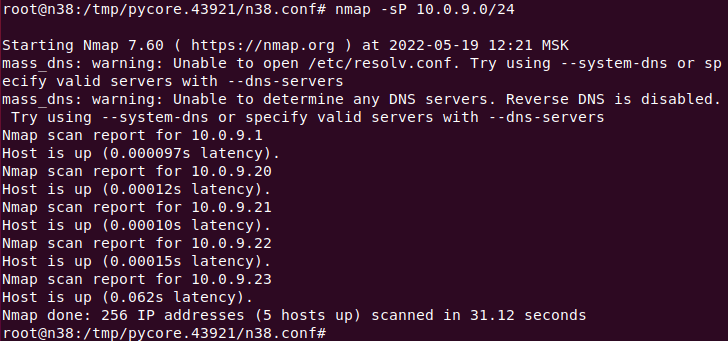 root@n38:/tmp/pycore.43921/n38.conf# nmap -sP 10.0.9.0/24
Starting Nmap 7.60 ( https://nmap.org ) at 2022-05-19 12:21 MSK
mass_dns: warning: Unable to open /etc/resolv.conf. Try using --system-dns or sp
ecify valid servers with --dns-servers
mass_dns: warning: Unable to determine any DNS servers. Reverse DNS is disabled.
 Try using --system-dns or specify valid servers with --dns-servers
Nmap scan report for 10.0.9.1
Host is up (0.000097s latency).
Nmap scan report for 10.0.9.20
Host is up (0.00012s latency).
Nmap scan report for 10.0.9.21
Host is up (0.00010s latency).
Nmap scan report for 10.0.9.22
Host is up (0.00015s latency).
Nmap scan report for 10.0.9.23
Host is up (0.062s latency).
Nmap done: 256 IP addresses (5 hosts up) scanned in 31.12 seconds
root@n38:/tmp/pycore.43921/n38.conf#